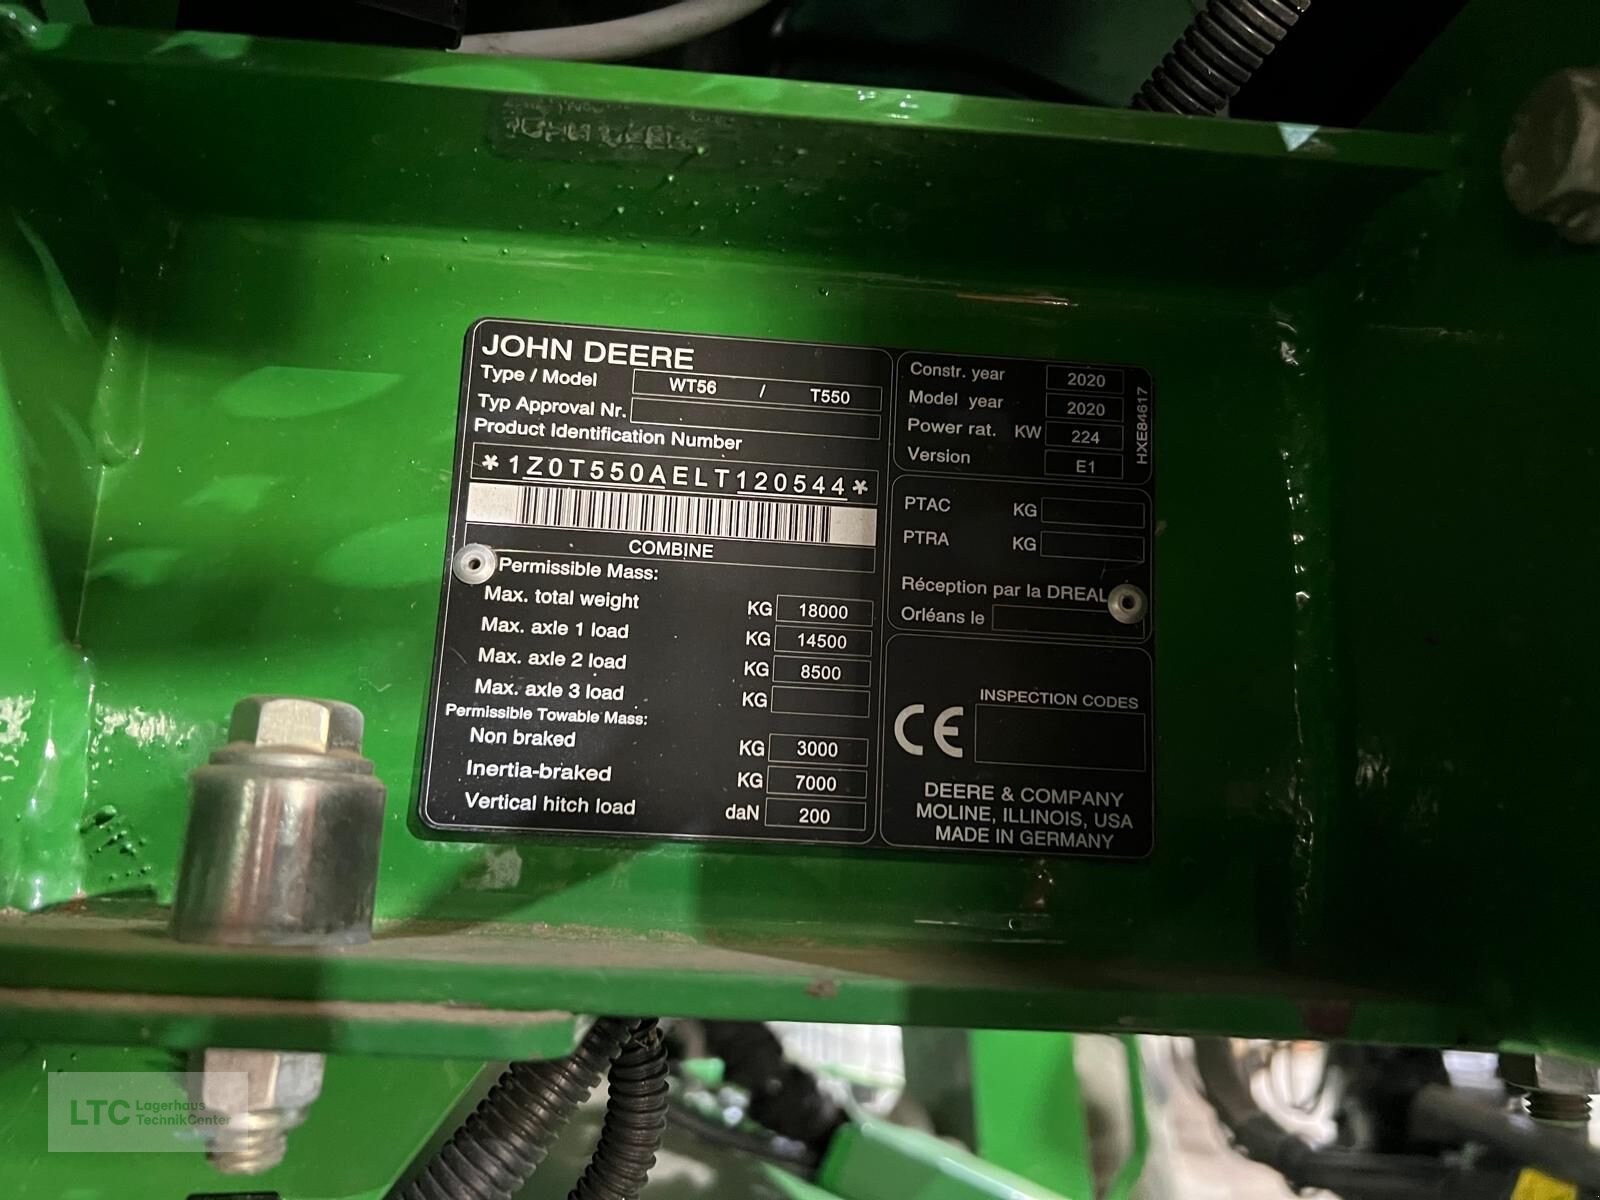 JOHN DEERE
Type / Model WT56 / T550
Typ Approval Nr.
Product Identification Number
*1Z0T550AELT120544*
COMBINE
Permissible Mass:
Max. total weight KG 18000
Max. axle 1 load KG 14500
Max. axle 2 load KG 8500
Max. axle 3 load KG
Permissible Towable Mass:
Non braked KG 3000
Inertia-braked KG 7000
Vertical hitch load daN 200
Constr. year 2020
Model year 2020
Power rat. KW 224
Version E1
HXE84617
PTAC KG
PTRA KG
Réception par la DREAL
Orléans le
INSPECTION CODES
CE
DEERE & COMPANY
MOLINE, ILLINOIS, USA
MADE IN GERMANY
LTC Lagerhaus
TechnikCenter